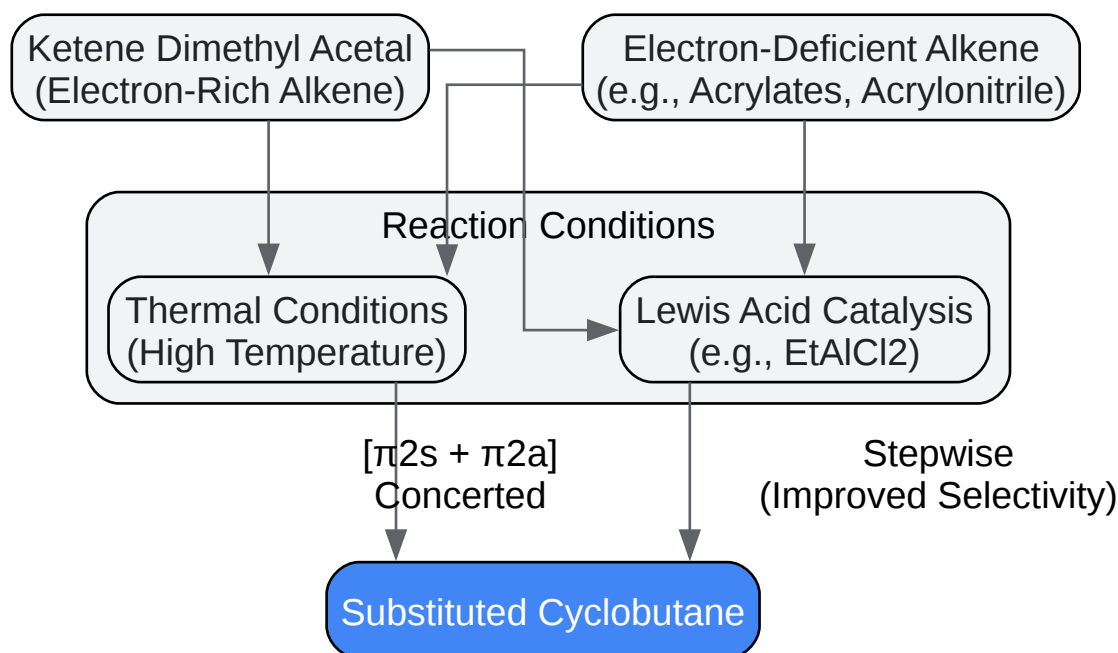 Ketene Dimethyl Acetal
(Electron-Rich Alkene)
Electron-Deficient Alkene
(e.g., Acrylates, Acrylonitrile)
Reaction Conditions
Thermal Conditions
(High Temperature)
Lewis Acid Catalysis
(e.g., EtAlCl2)
[π2s + π2a]
Concerted
Stepwise
(Improved Selectivity)
Substituted Cyclobutane